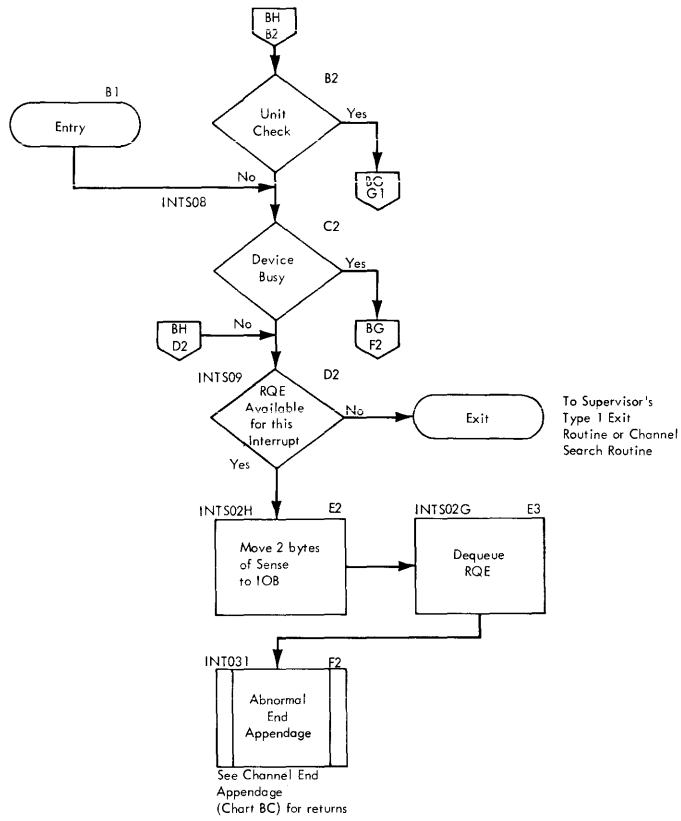 BH
B2
B2
B1
Unit
Check
Yes
Entry
No
BG
G1
INTS08
C2
Device
Busy
Yes
BH
D2
No
BG
F2
INTS09
D2
RQE
Available
for this
Interrupt
No
Exit
To Supervisor's
Type 1 Exit
Routine or Channel
Search Routine
Yes
INTS02H
E2
INTS02G
E3
Move 2 bytes
of Sense
to IOB
Dequeue
RQE
INT031
F2
Abnormal
End
Appendage
See Channel End
Appendage
(Chart BC) for returns